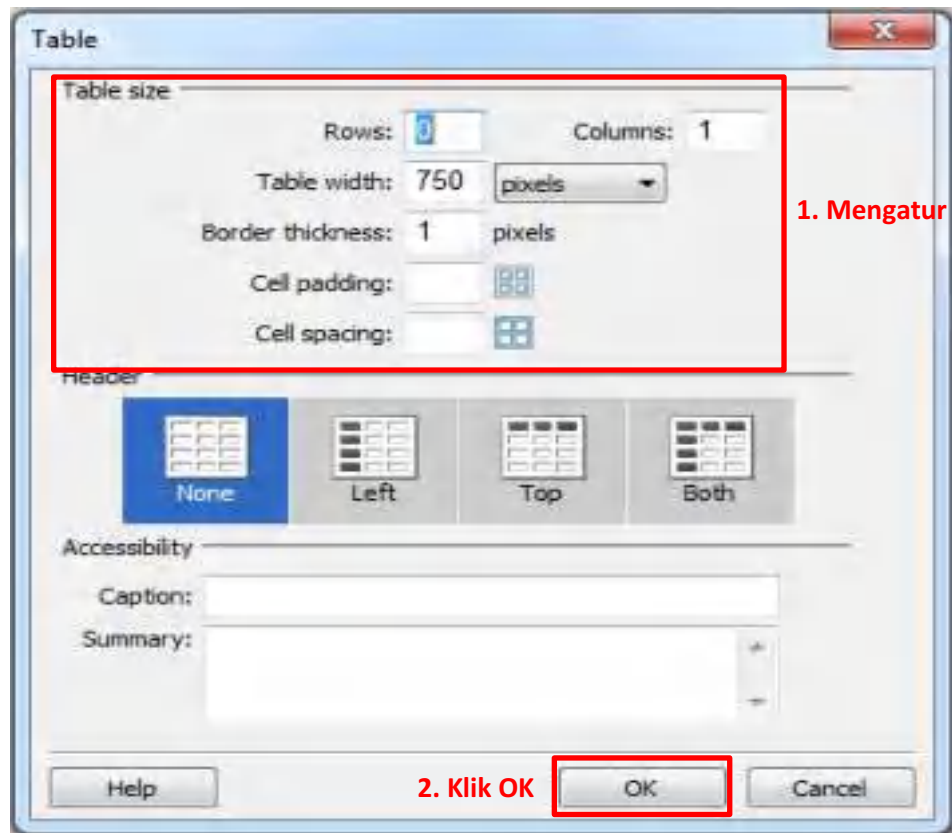 Table
Table size
Rows: Columns: 1
Table width: 750 pixels
1. Mengatur
Border thickness: 1 pixels
Cell padding:
Cell spacing:
Header
None Left Top Both
Accessibility
Caption:
Summary:
Help 2. Klik OK OK Cancel